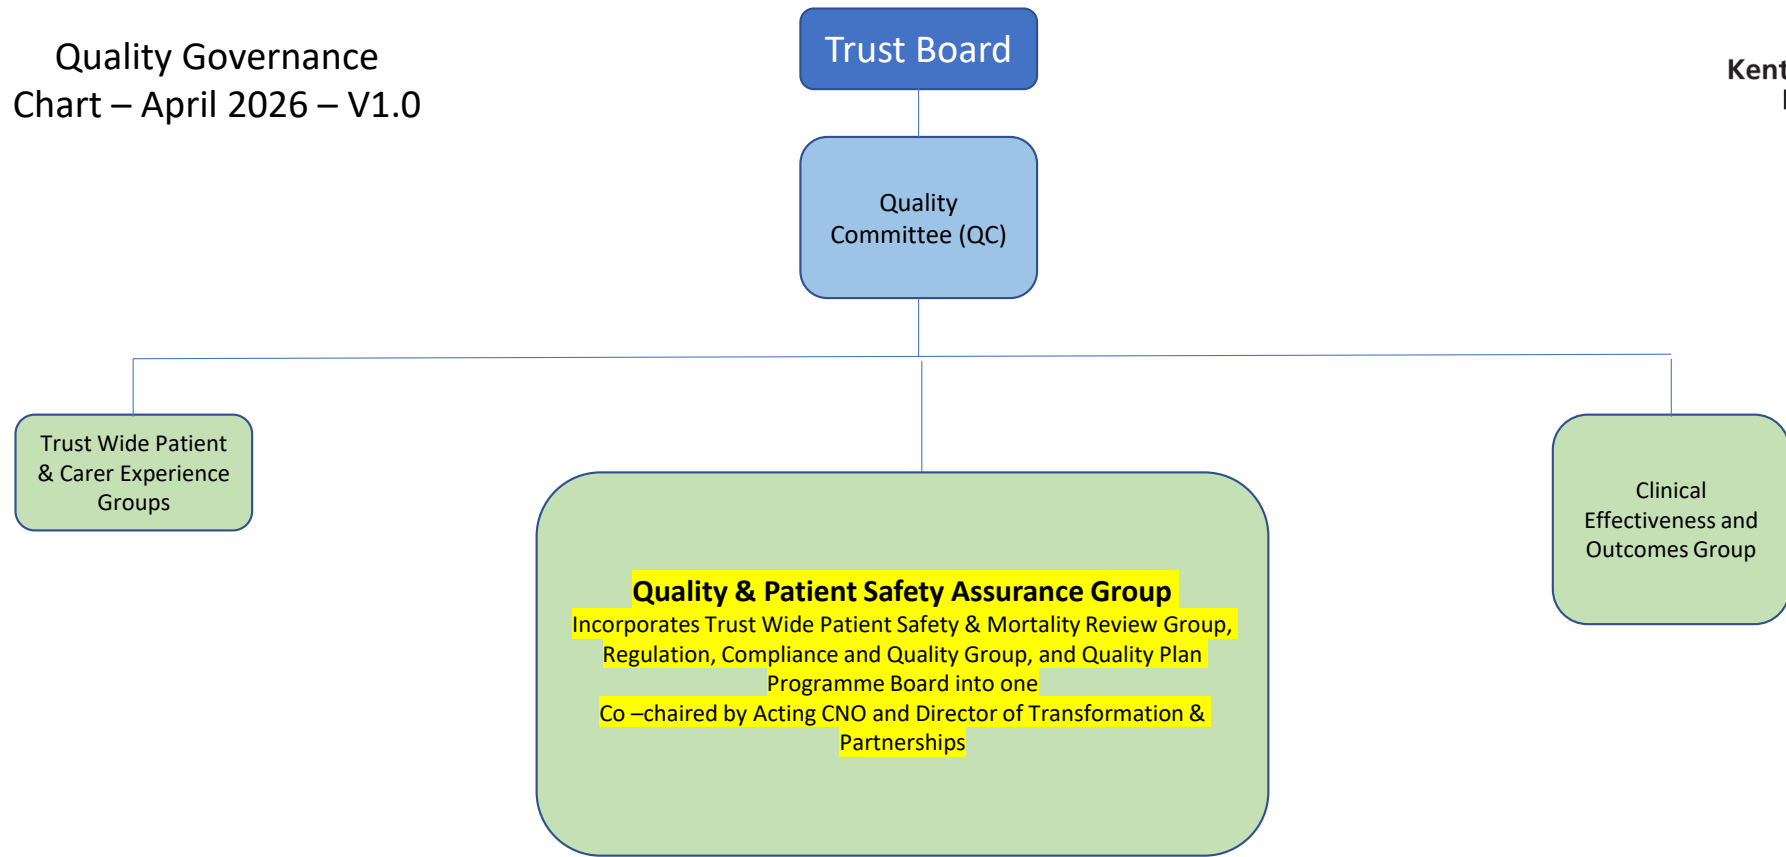 Quality Governance
Chart – April 2026 – V1.0
Trust Board
Kent
Quality
Committee (QC)
Trust Wide Patient
& Carer Experience
Groups
Quality & Patient Safety Assurance Group
Incorporates Trust Wide Patient Safety & Mortality Review Group,
Regulation, Compliance and Quality Group, and Quality Plan
Programme Board into one
Co –chaired by Acting CNO and Director of Transformation &
Partnerships
Clinical
Effectiveness and
Outcomes Group